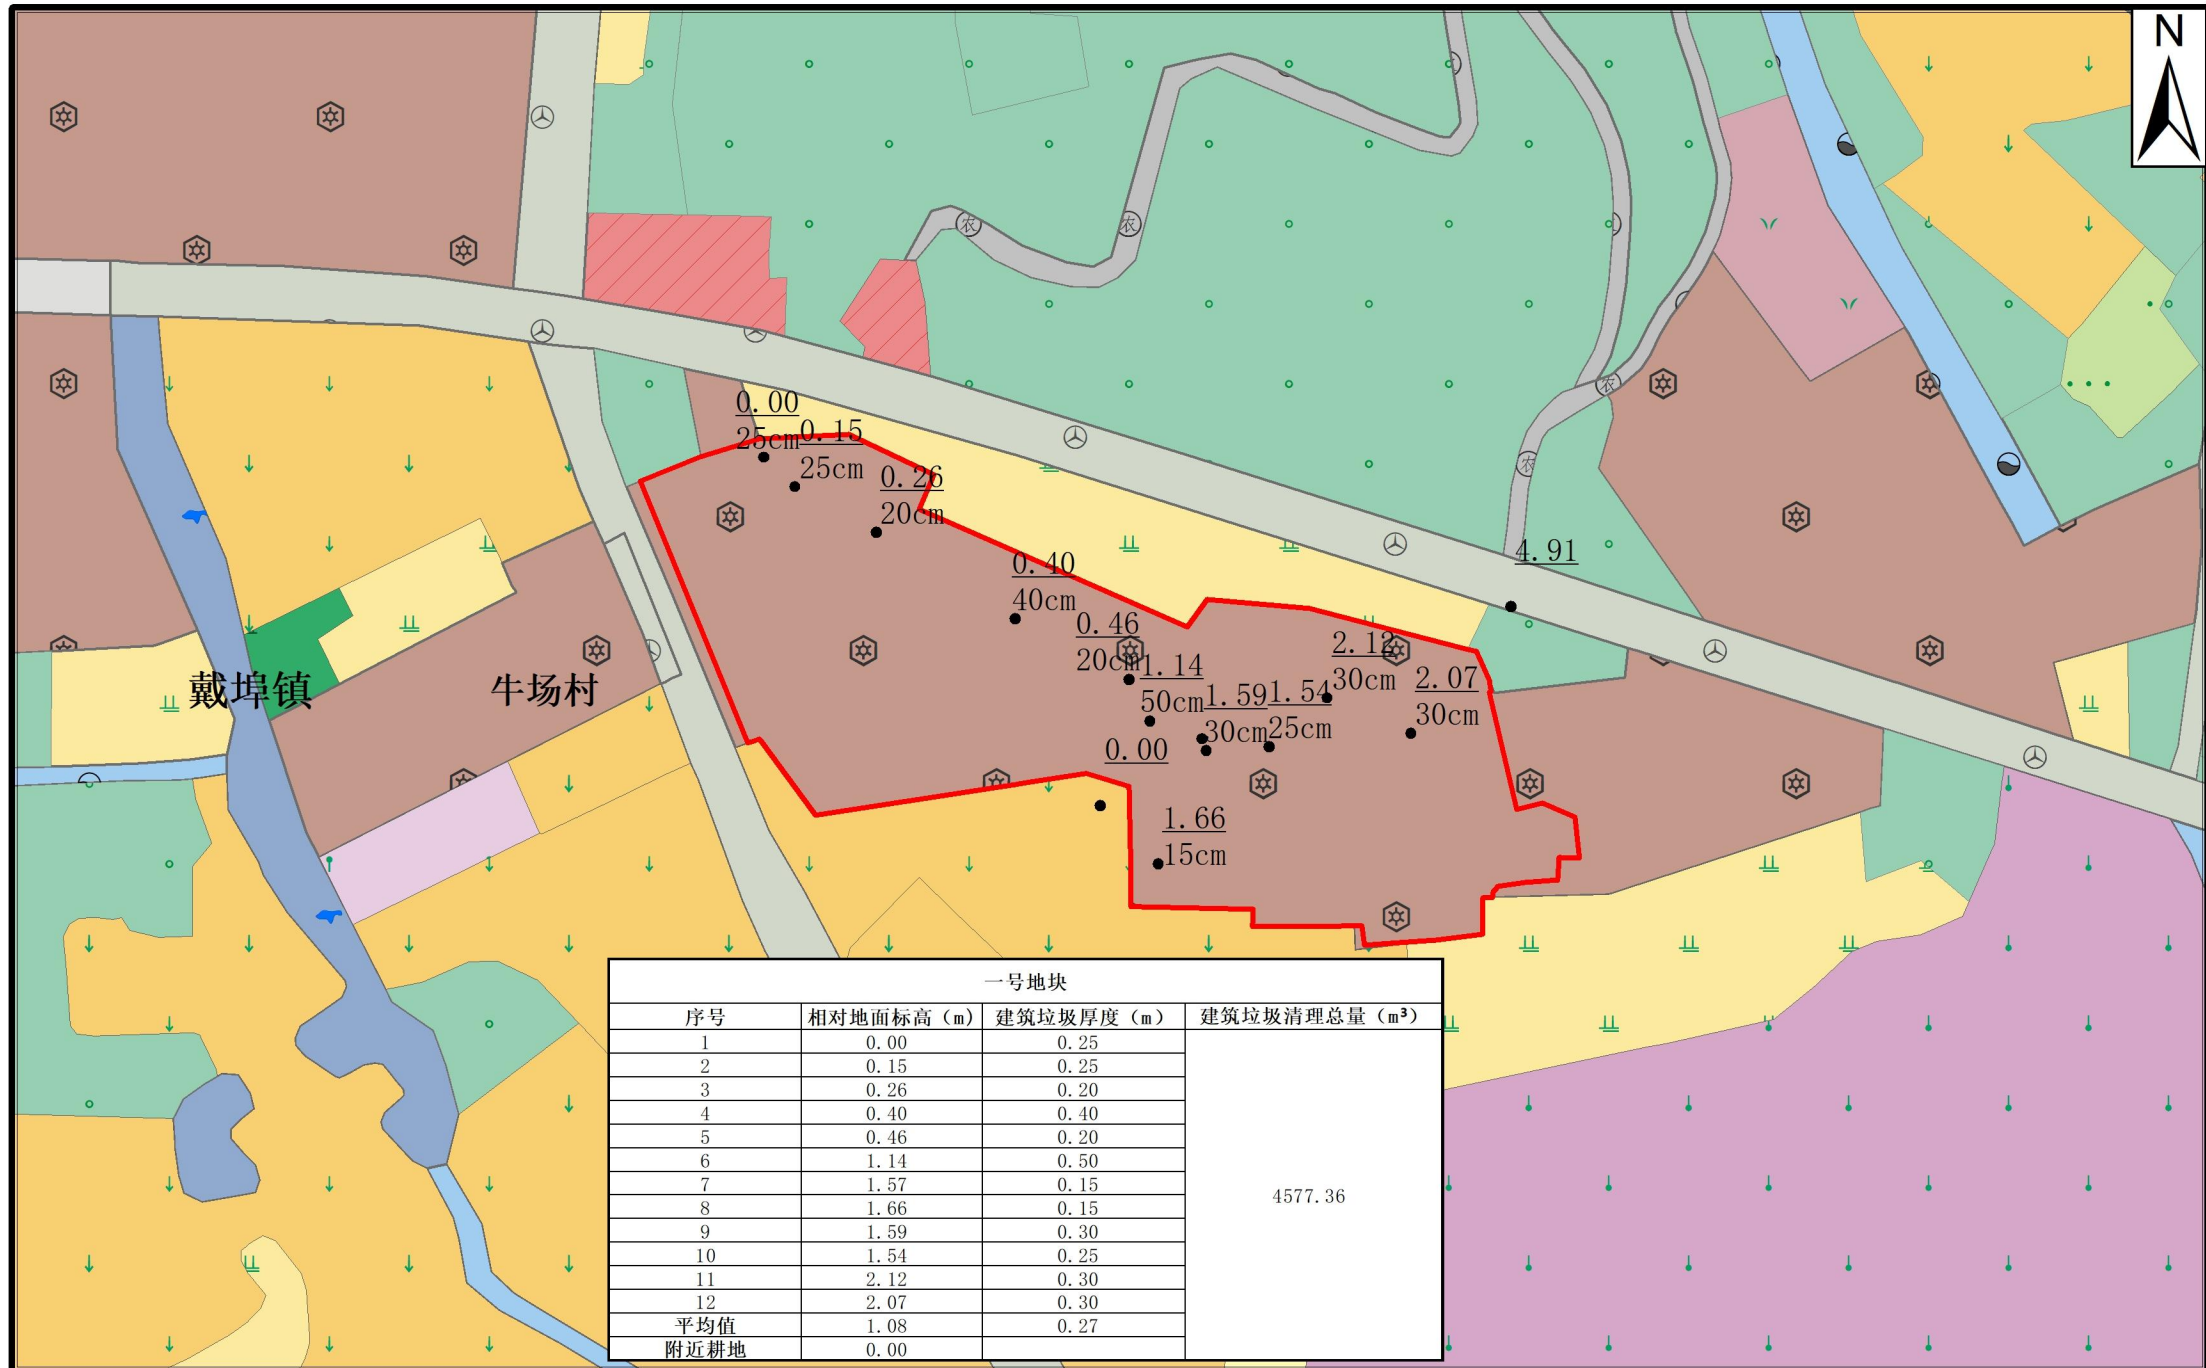 N
农
农
农
农
0.00
25cm
0.15
25cm
0.26
20cm
0.40
40cm
0.46
20cm
1.14
50cm
1.59
30cm
1.54
25cm
2.12
30cm
2.07
30cm
4.91
0.00
1.66
15cm
戴埠镇
牛场村
一号地块
序号 相对地面标高（m） 建筑垃圾厚度（m） 建筑垃圾清理总量（m³）
1 0.00 0.25
2 0.15 0.25
3 0.26 0.20
4 0.40 0.40
5 0.46 0.20
6 1.14 0.50
7 1.57 0.15
4577.36
8 1.66 0.15
9 1.59 0.30
10 1.54 0.25
11 2.12 0.30
12 2.07 0.30
平均值 1.08 0.27
附近耕地 0.00